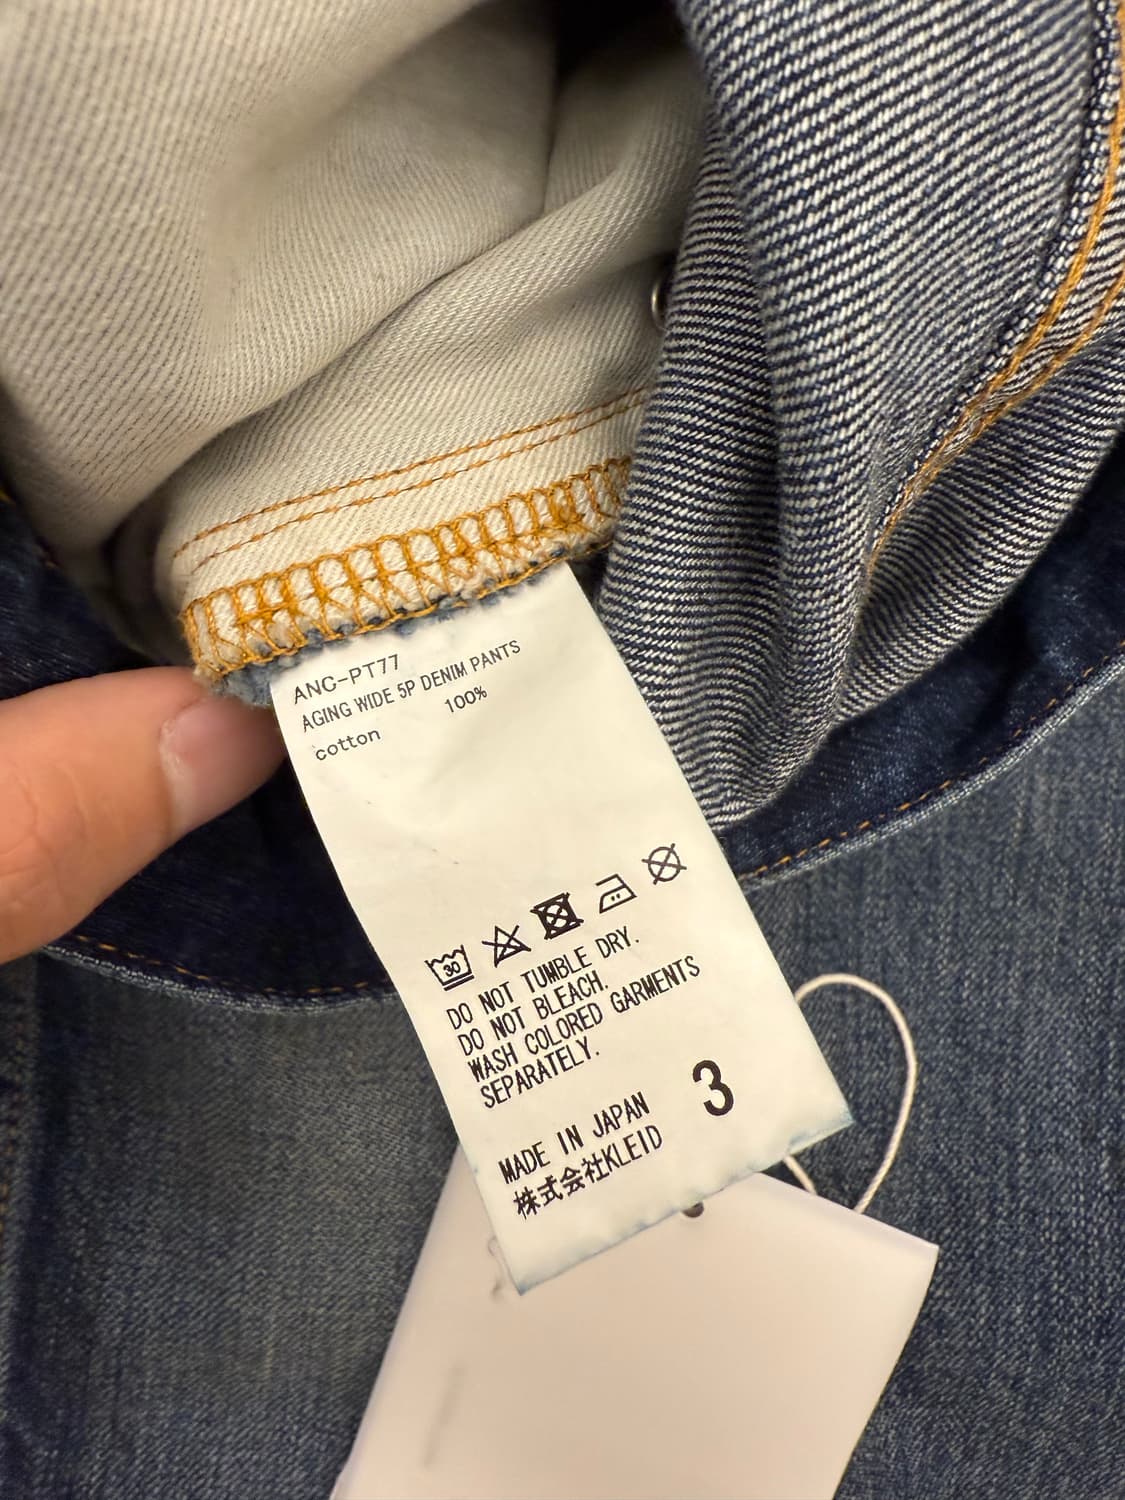 ANC-PT77
AGING WIDE 5P DENIM PANTS
100%
cotton
30
DO NOT TUMBLE DRY.
DO NOT BLEACH.
WASH COLORED GARMENTS
SEPARATELY.
3
MADE IN JAPAN
株式会社KLEID